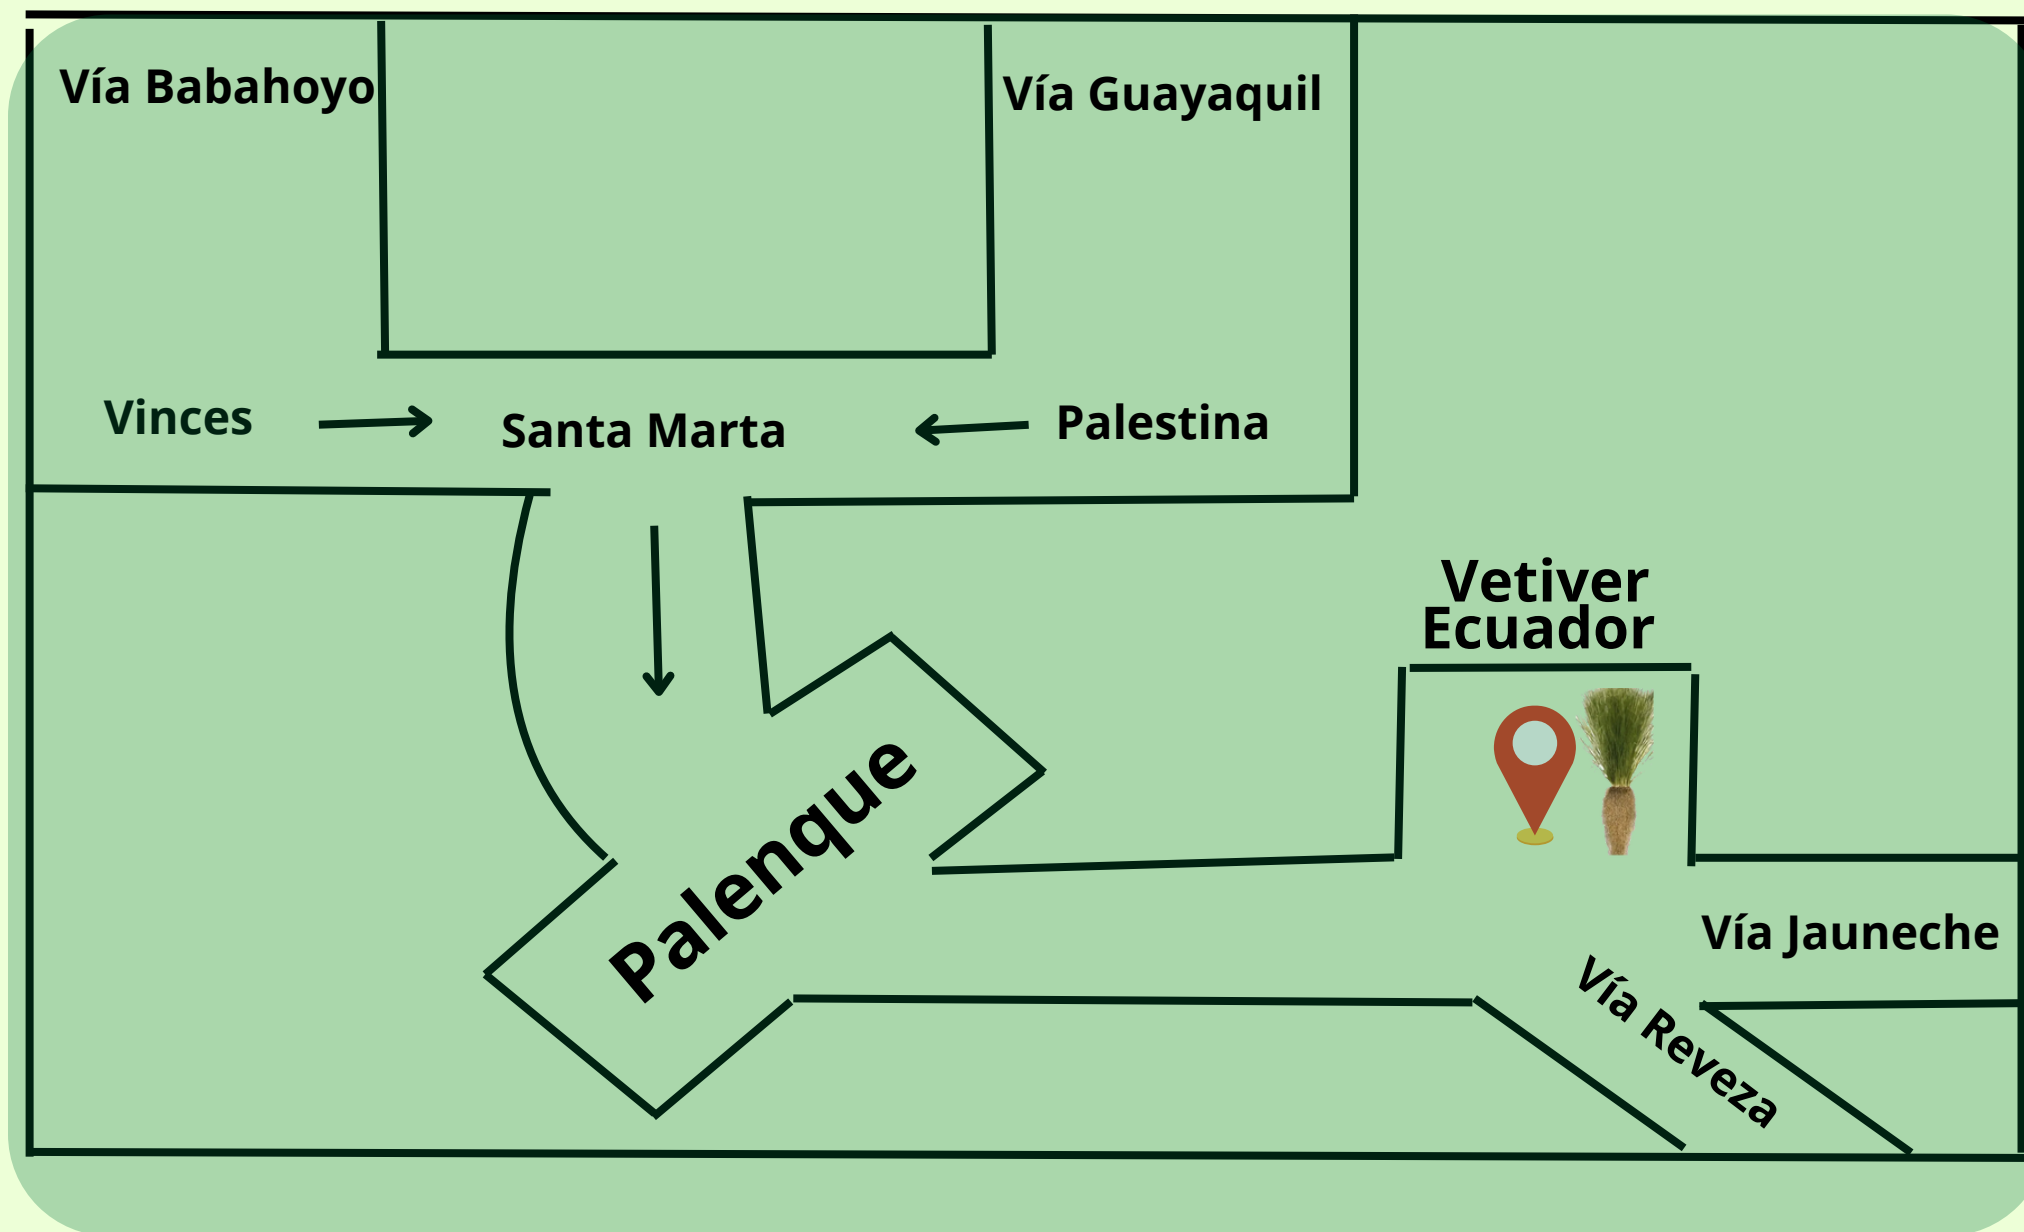 Vía Babahoyo
Vía Guayaquil
Vinces
Santa Marta
Palestina
Vetiver
Ecuador
Palenque
Vía Jauneche
Vía Reveza